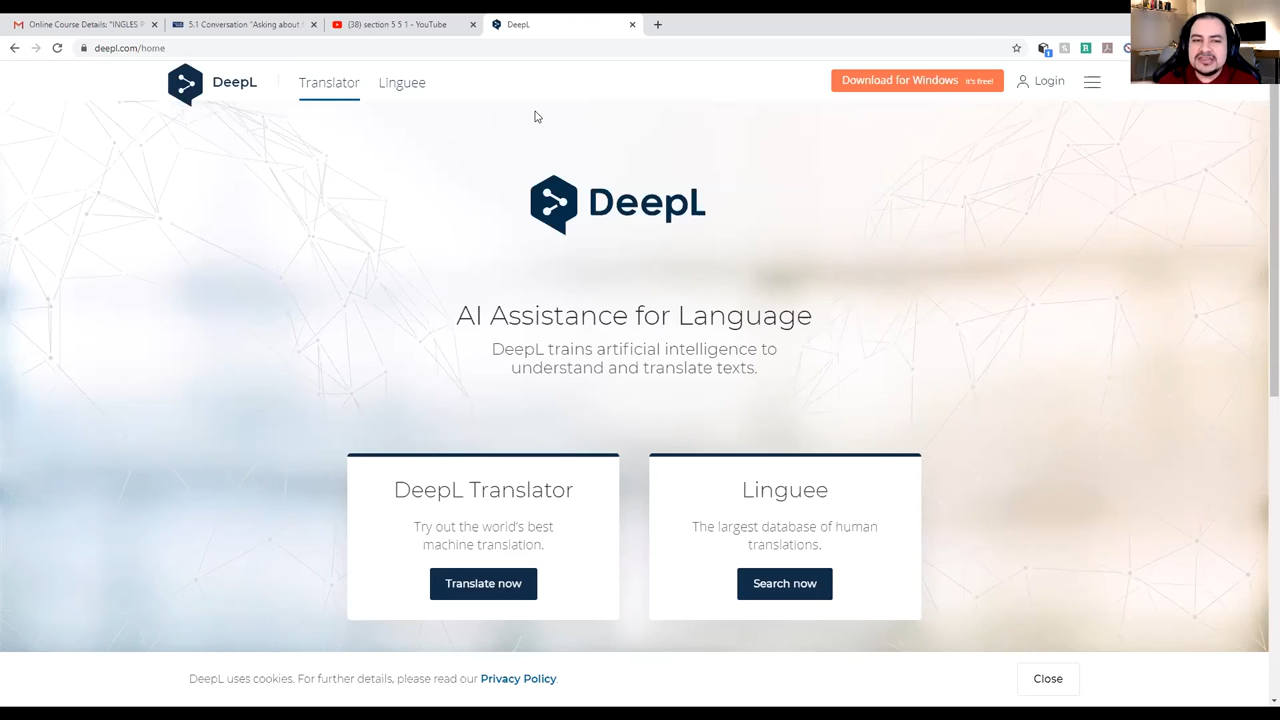 Online Course Details: "INGLES P
5.1 Conversation "Asking about
(38) section 5 5 1 - YouTube
DeepL
deepl.com/home
DeepL
Translator
Linguee
Download for Windows It's free!
Login
DeepL
AI Assistance for Language
DeepL trains artificial intelligence to
understand and translate texts.
DeepL Translator
Try out the world's best
machine translation.
Translate now
Linguee
The largest database of human
translations.
Search now
DeepL uses cookies. For further details, please read our Privacy Policy.
Close